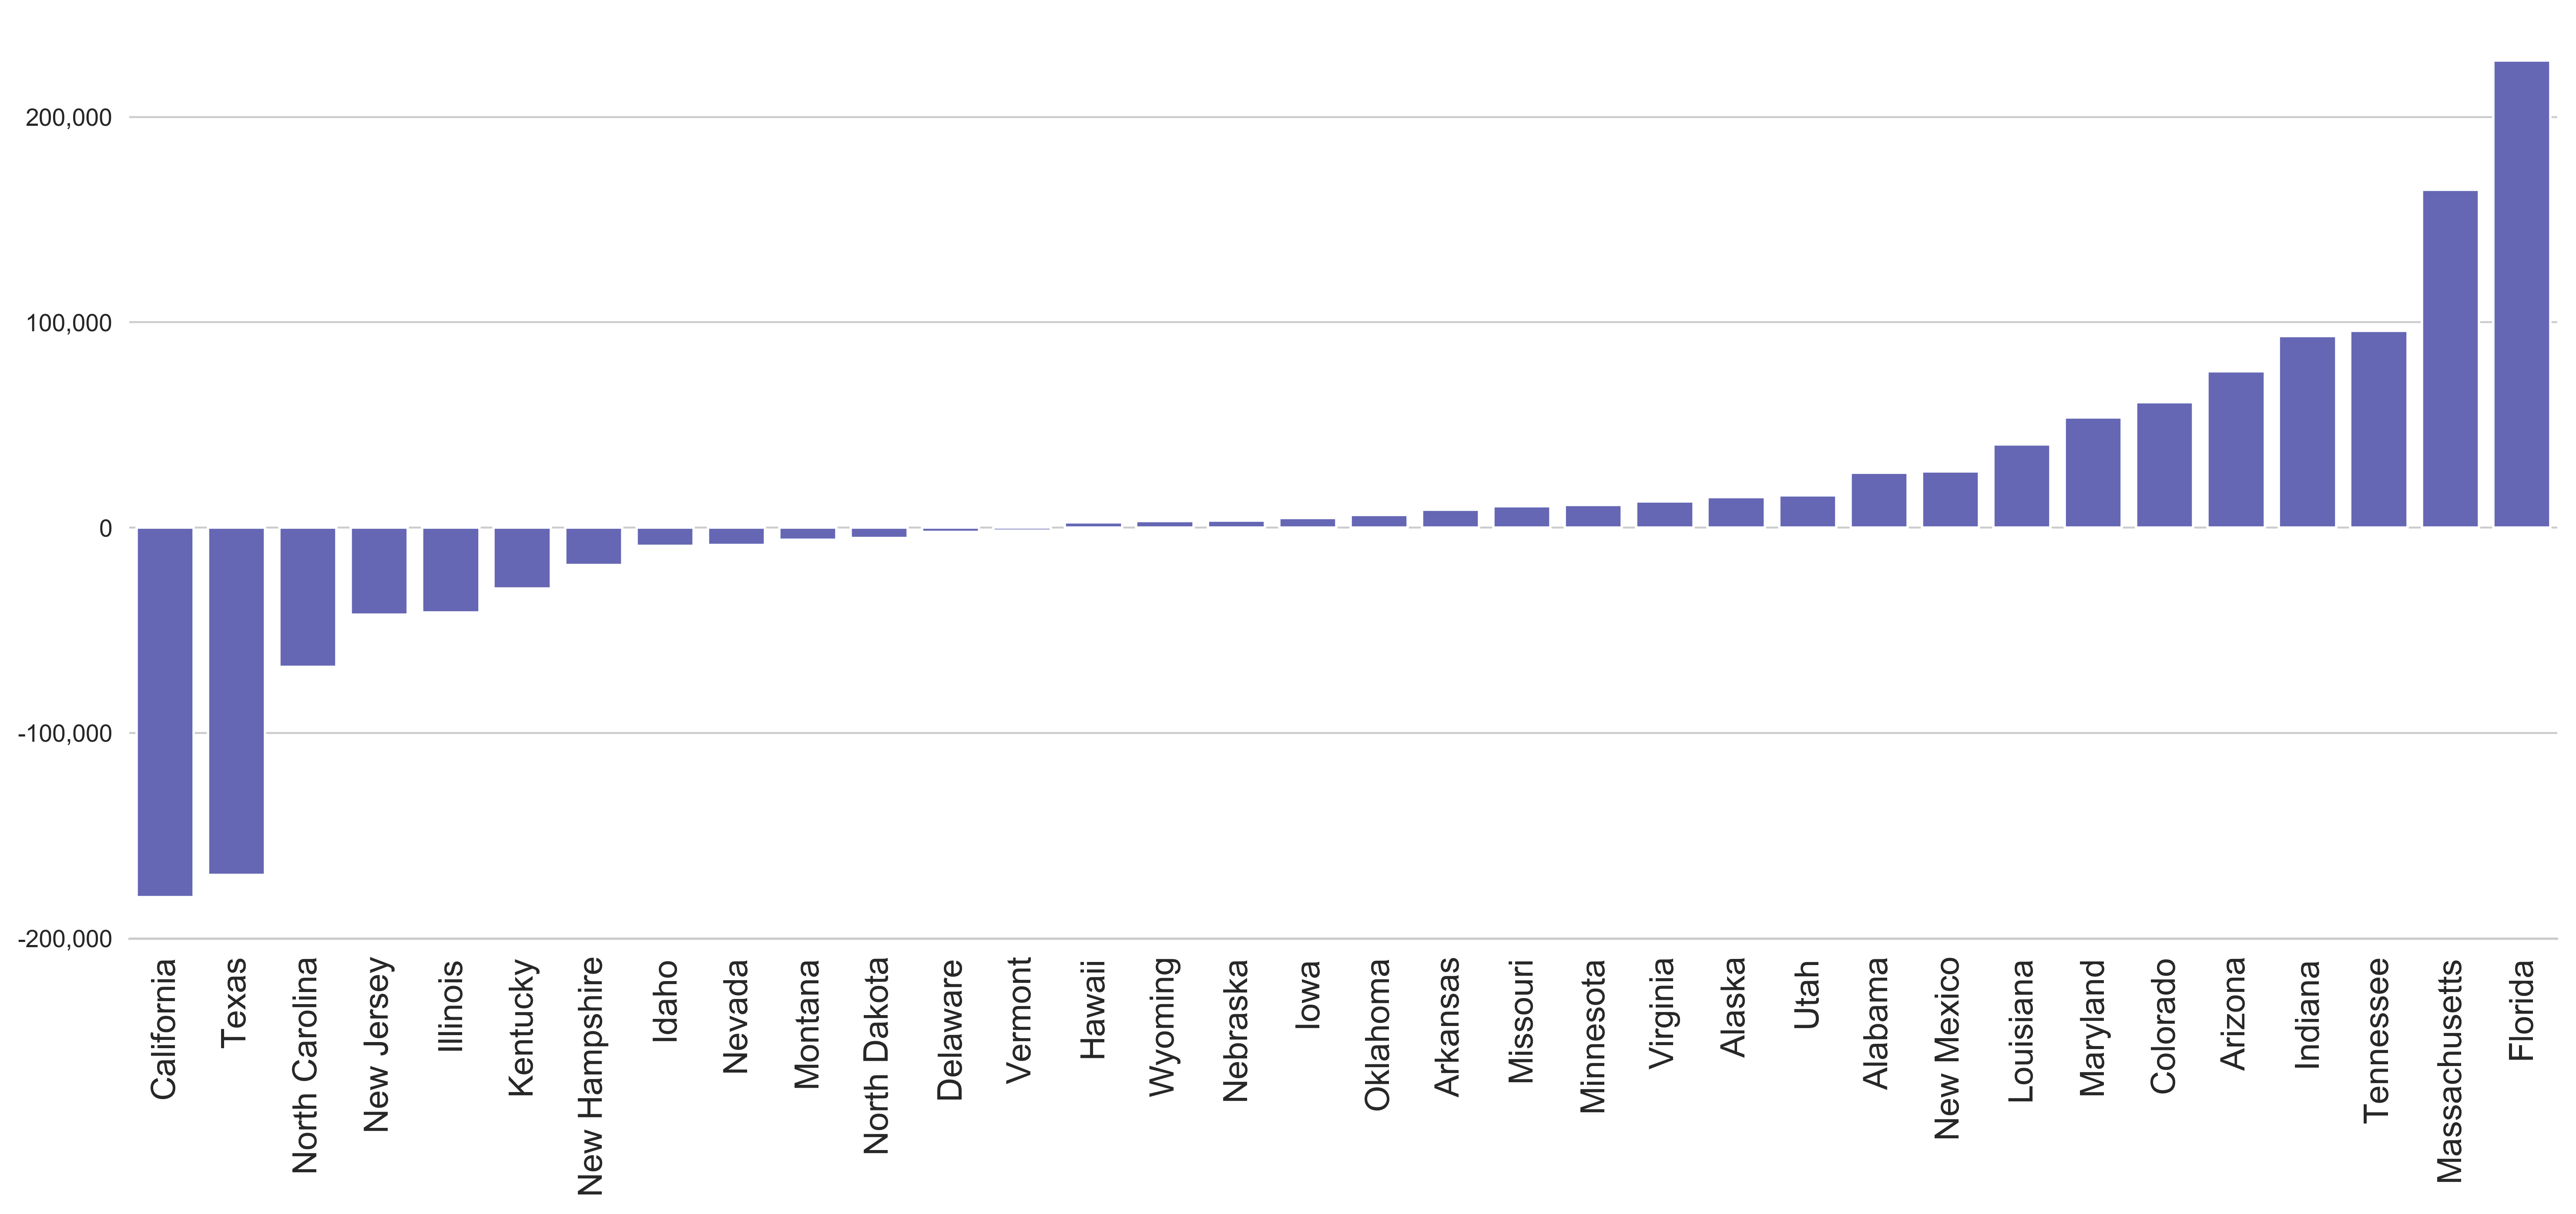 200,000
100,000
0
-100,000
-200,000
California
Texas
North Carolina
New Jersey
Illinois
Kentucky
New Hampshire
Idaho
Nevada
Montana
North Dakota
Delaware
Vermont
Hawaii
Wyoming
Nebraska
Iowa
Oklahoma
Arkansas
Missouri
Minnesota
Virginia
Alaska
Utah
Alabama
New Mexico
Louisiana
Maryland
Colorado
Arizona
Indiana
Tennessee
Massachusetts
Florida